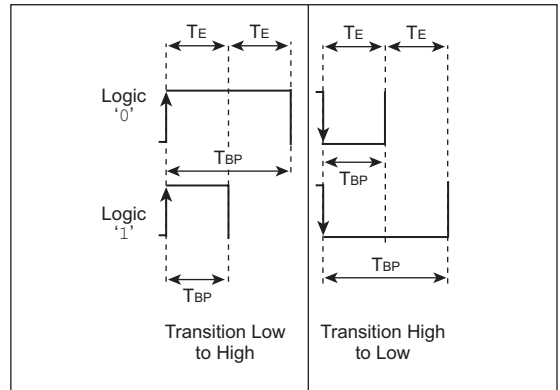 TE TE TE TE
Logic
‘0’
TBP
TBP
Logic
‘1’
TBP
TBP
Transition Low
to High
Transition High
to Low